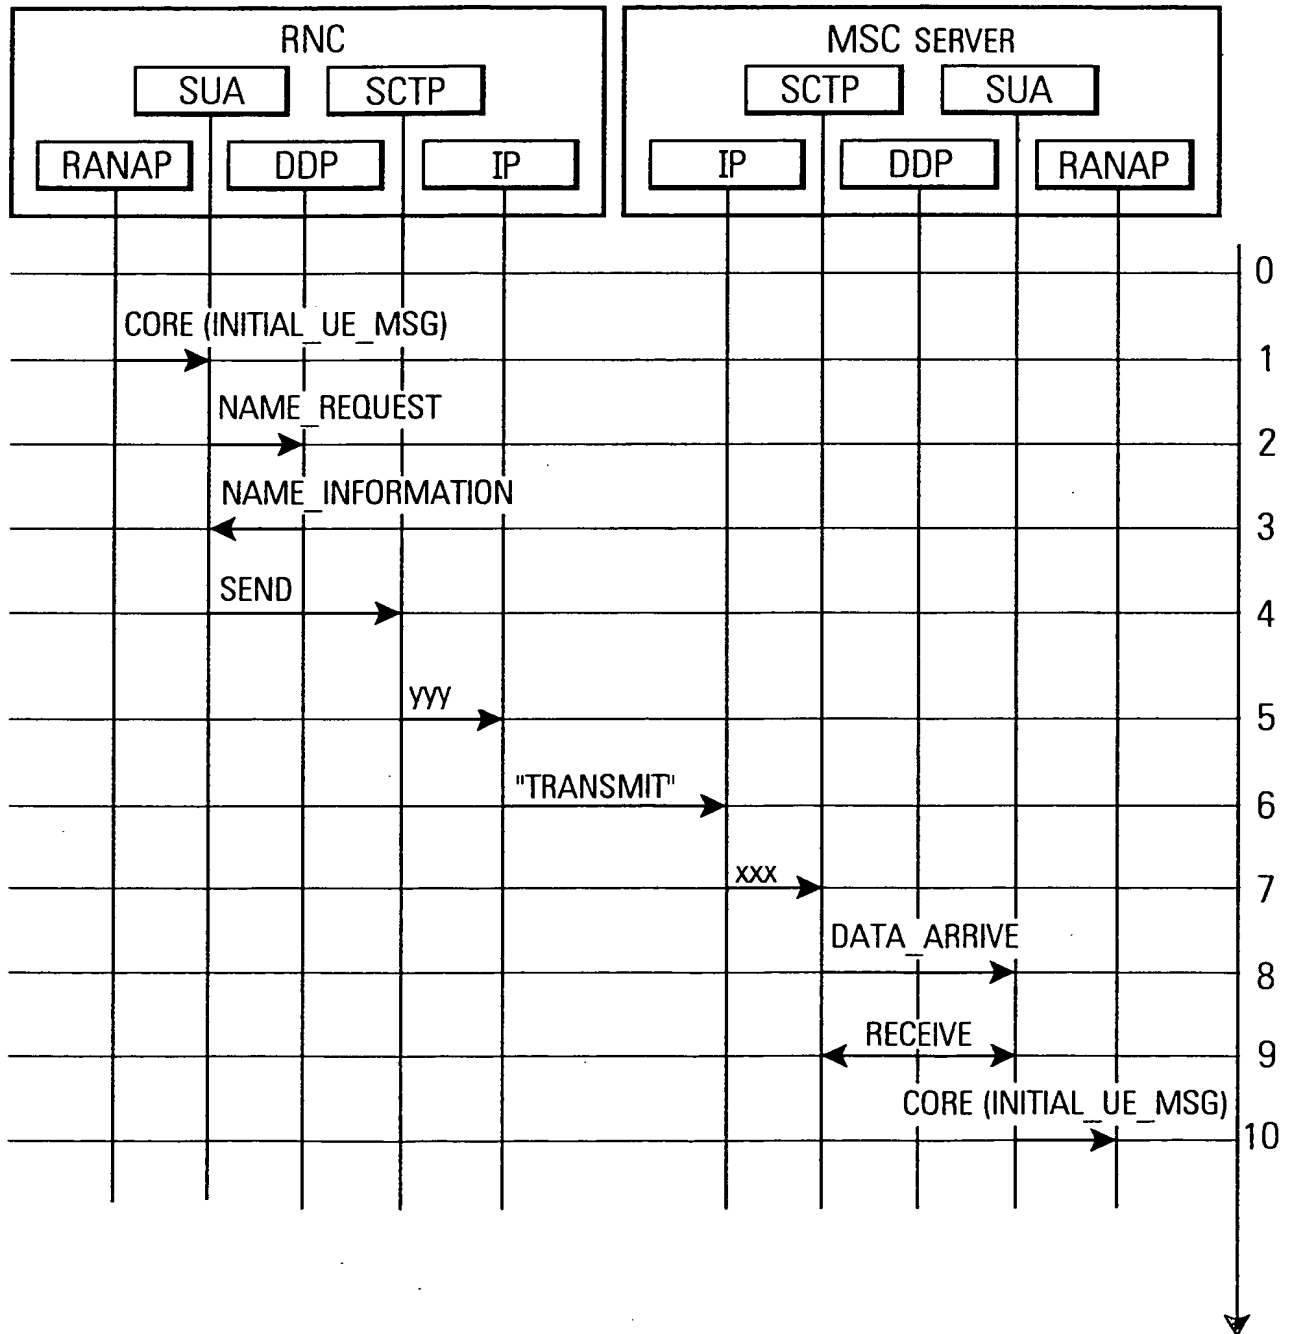 RNC
MSC SERVER
SUA SCTP
SCTP SUA
RANAP DDP IP
IP DDP RANAP
0
CORE (INITIAL_UE_MSG)
1
NAME_REQUEST
2
NAME_INFORMATION
3
SEND
4
yyy
5
"TRANSMIT"
6
xxx
7
DATA_ARRIVE
8
RECEIVE
9
CORE (INITIAL_UE_MSG)
10